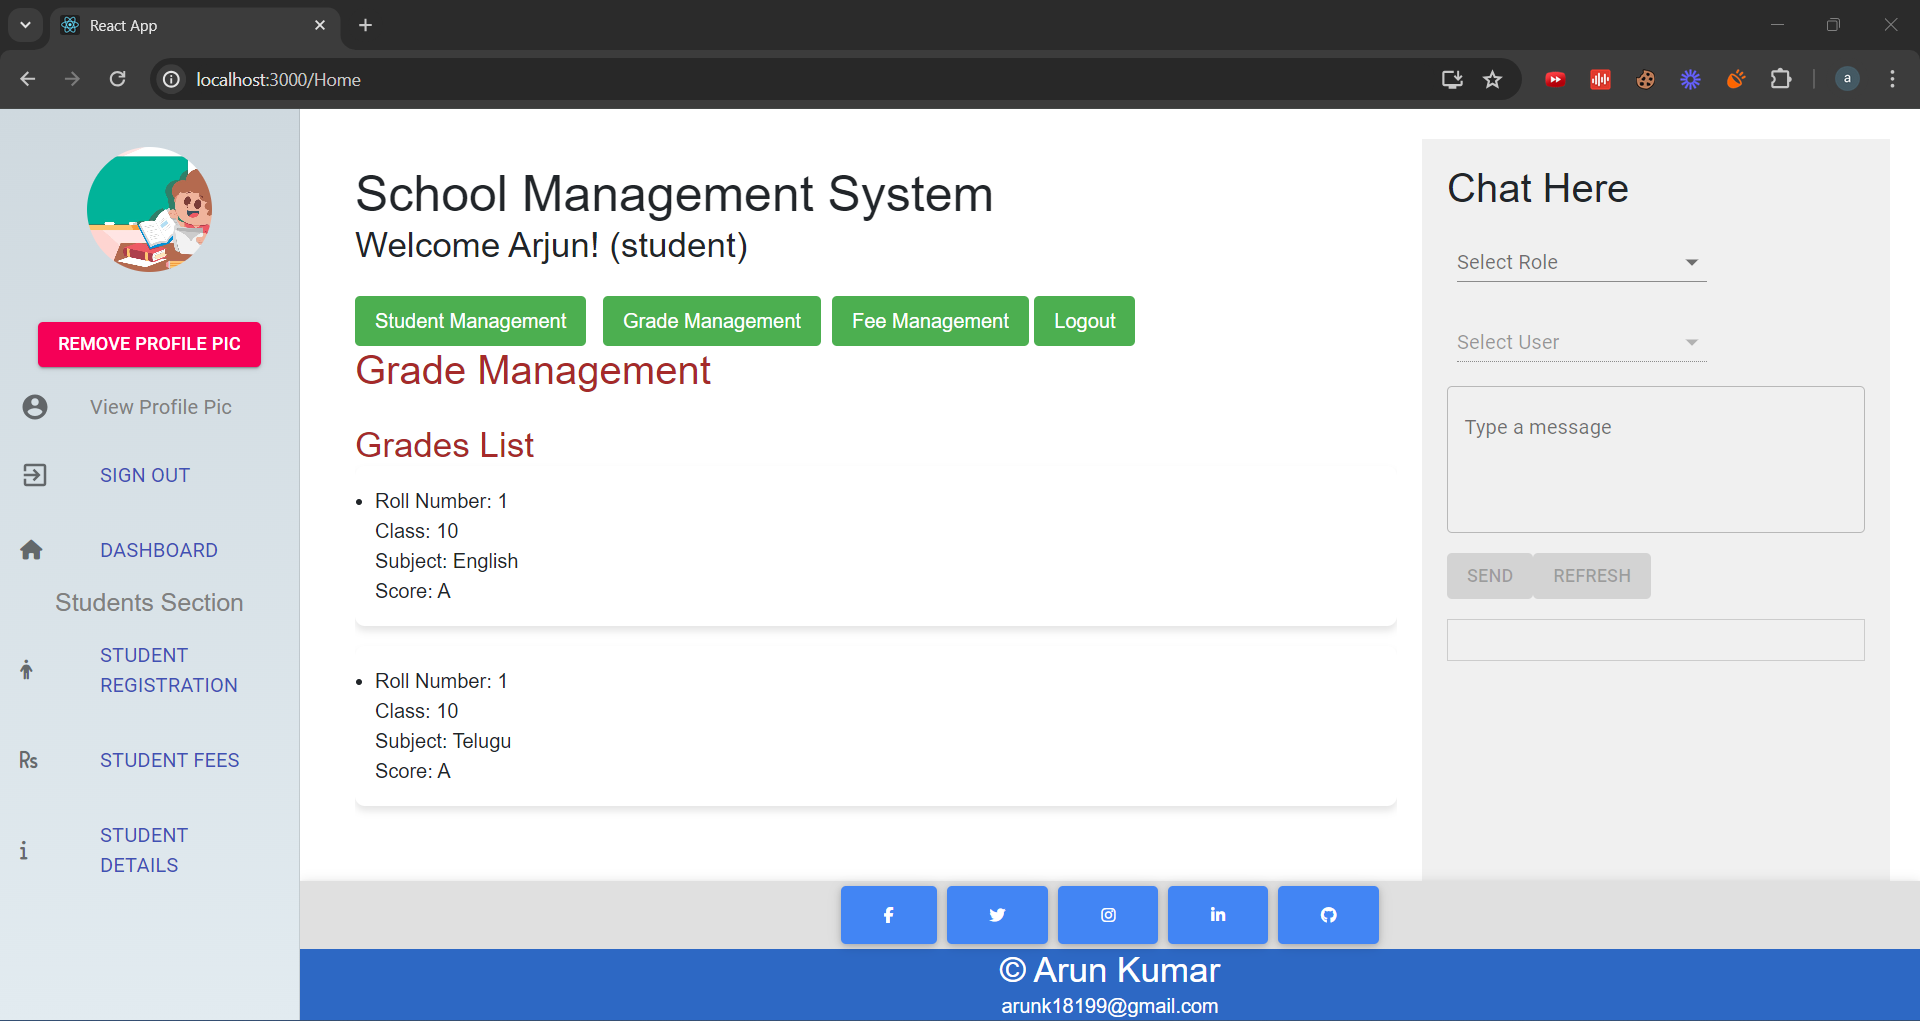 React App
localhost:3000/Home
a
REMOVE PROFILE PIC
View Profile Pic
SIGN OUT
DASHBOARD
Students Section
STUDENT
REGISTRATION
Rs
STUDENT FEES
STUDENT
DETAILS
School Management System
Welcome Arjun! (student)
Student Management
Grade Management
Fee Management
Logout
Grade Management
Grades List
Roll Number: 1
Class: 10
Subject: English
Score: A
Roll Number: 1
Class: 10
Subject: Telugu
Score: A
Chat Here
Select Role
Select User
Type a message
SEND
REFRESH
© Arun Kumar
arunk18199@gmail.com